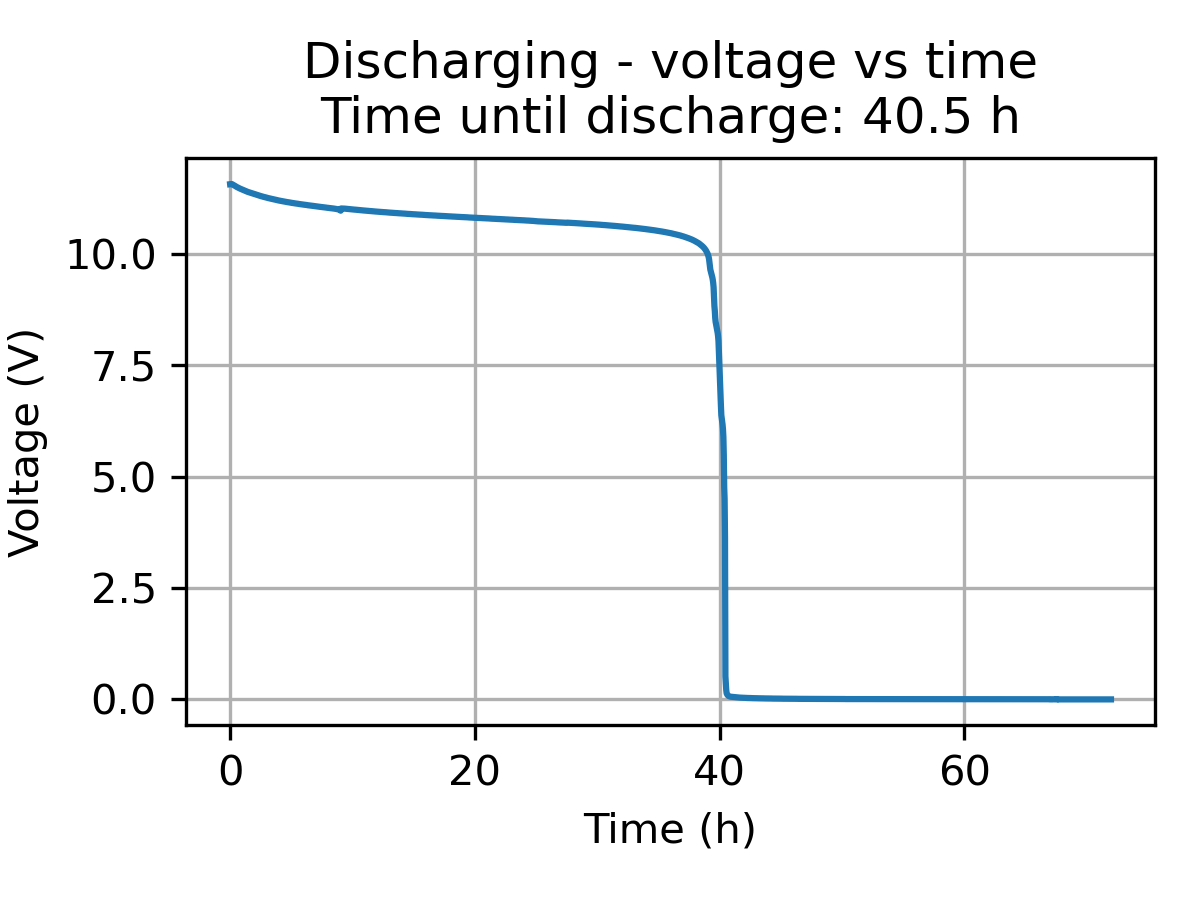 Discharging - voltage vs time
Time until discharge: 40.5 h
10.0
7.5
5.0
2.5
0.0
Voltage (V)
0 20 40 60
Time (h)